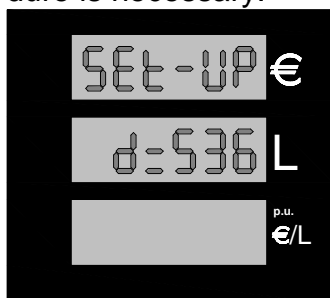 dure is necessary.
SEt-UP €
d=536 L
p.u.
€/L